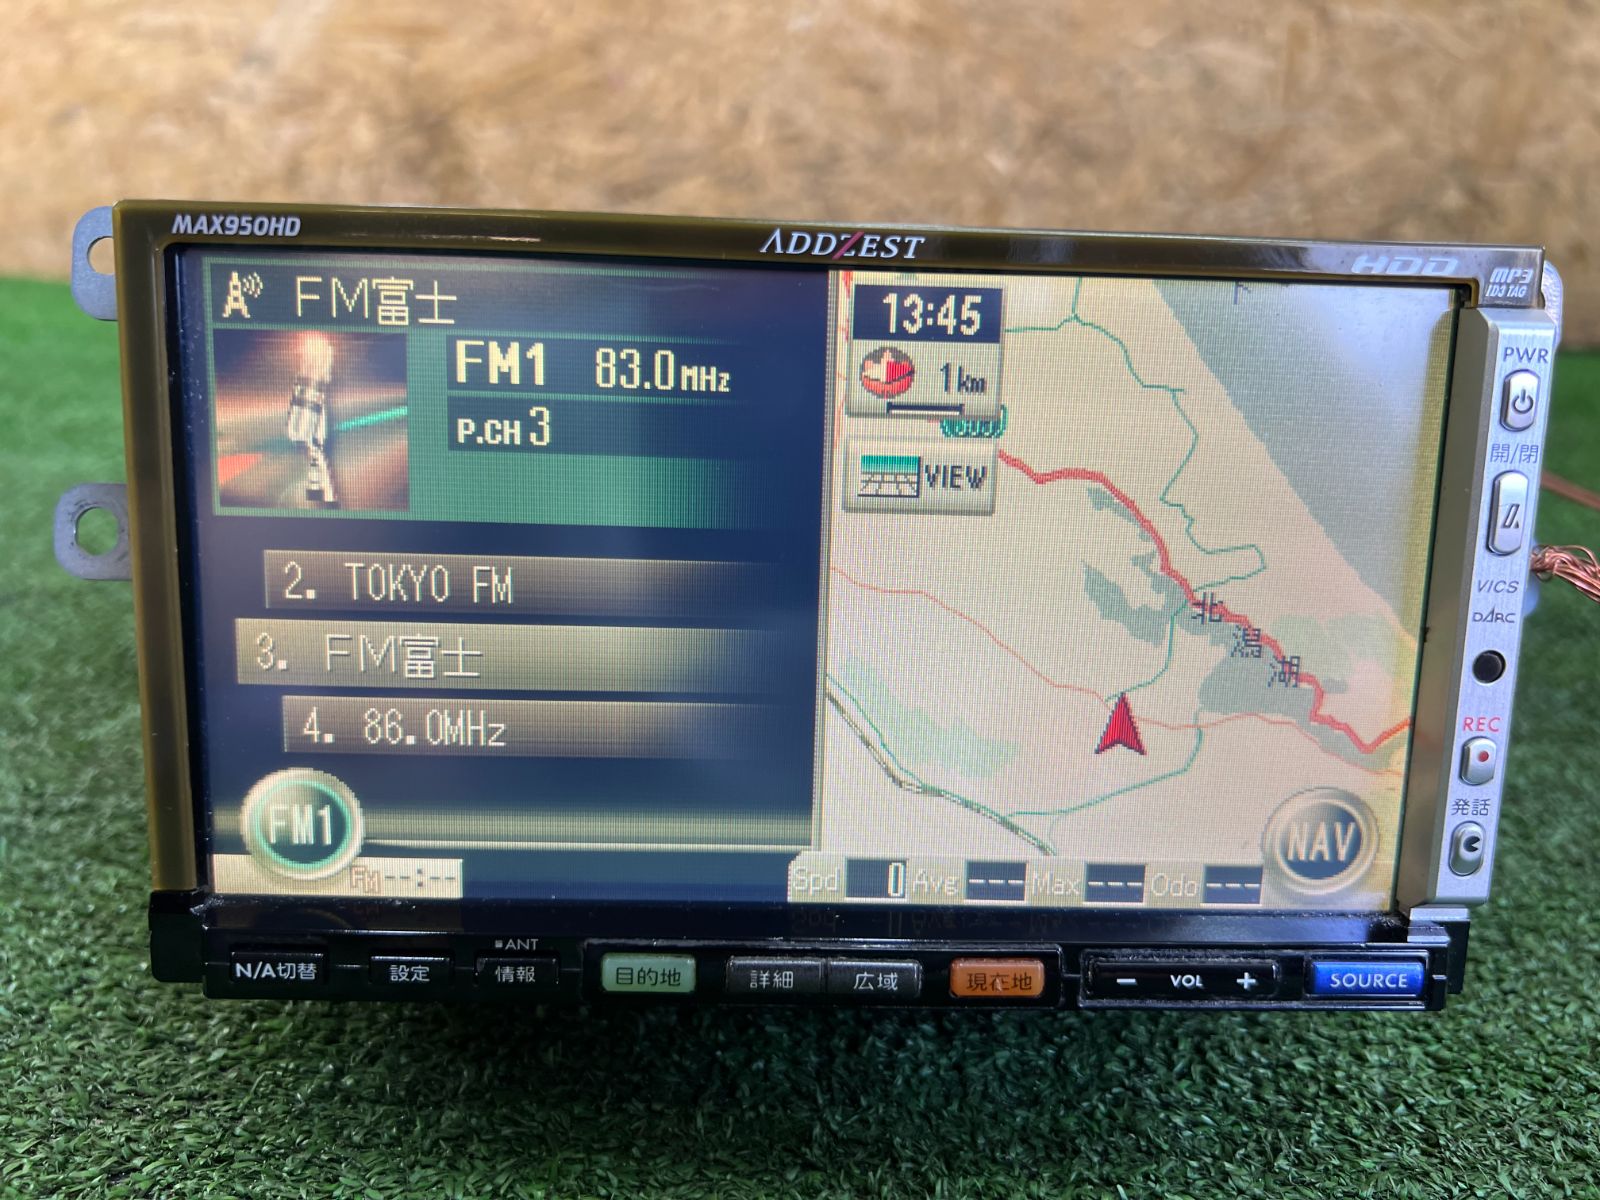 MAX950HD
ADDZEST
HDD
MP3
ID3 TAG
FM富士
FM1 83.0MHz
P.CH 3
2. TOKYO FM
3. FM富士
4. 86.0MHz
FM1
FM--:--
13:45
1km
VIEW
北潟湖
NAV
Spd 0 Avg --- Max --- Odo ---
PWR
開/閉
VICS
DARC
REC
発話
N/A切替
設定
ANT
情報
目的地
詳細
広域
現在地
− VOL +
SOURCE